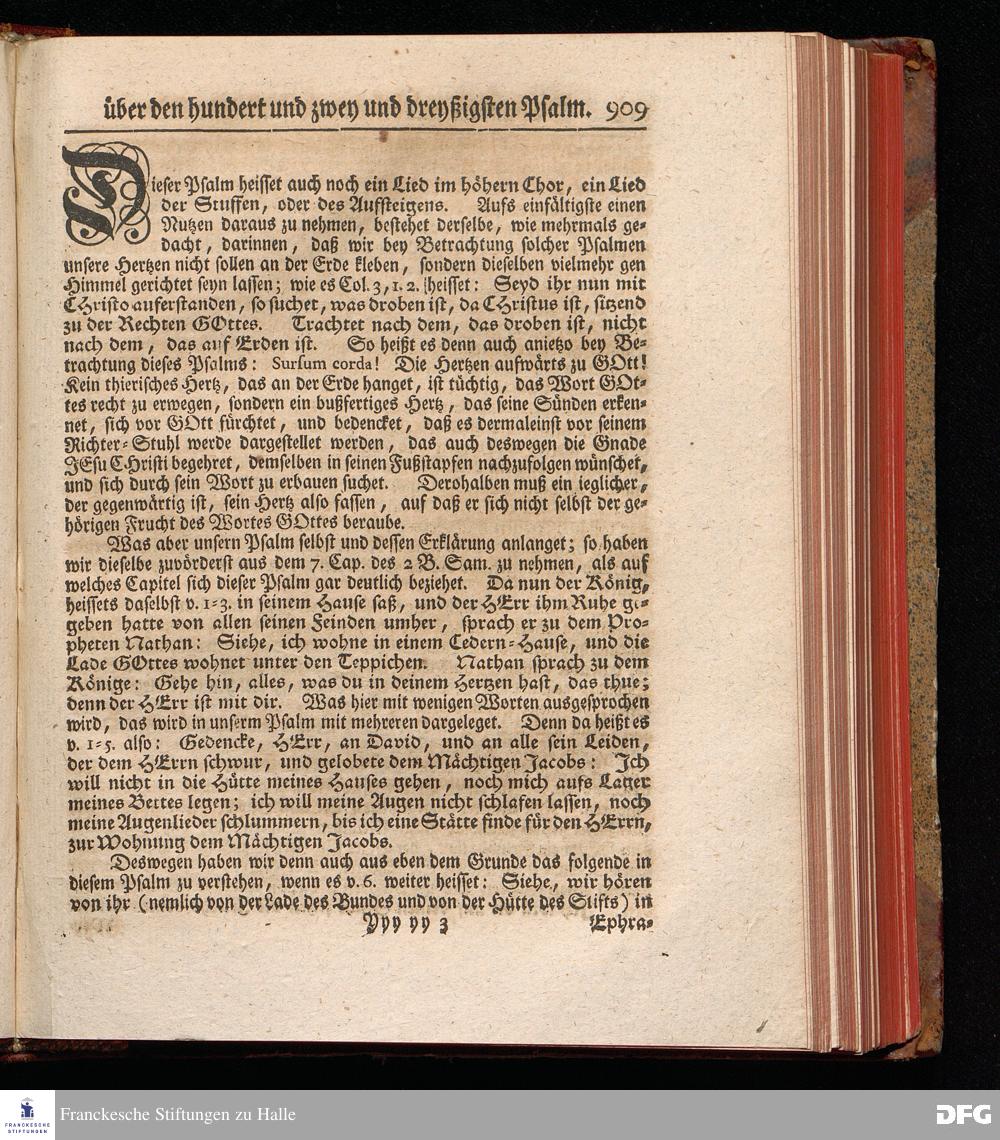 über den hundert und zwey und dreyßigsten Psalm. 909
Dieser Psalm heisset auch noch ein Lied im höhern Chor, ein Lied
der Stuffen, oder des Auffsteigens. Aufs einfältigste einen
Nutzen daraus zu nehmen, bestehet derselbe, wie mehrmals ge-
dacht, darinnen, daß wir bey Betrachtung solcher Psalmen
unsere Hertzen nicht sollen an der Erde kleben, sondern dieselben vielmehr gen
Himmel gerichtet seyn lassen; wie es Col. 3, 1. 2. heisset: Seyd ihr nun mit
CHristo auferstanden, so suchet, was droben ist, da CHristus ist, sitzend
zu der Rechten GOttes. Trachtet nach dem, das droben ist, nicht
nach dem, das auf Erden ist. So heißt es denn auch anietzo bey Be-
trachtung dieses Psalms: Sursum corda! Die Hertzen aufwärts zu GOtt!
Kein thierisches Hertz, das an der Erde hanget, ist tüchtig, das Wort GOt-
tes recht zu erwegen, sondern ein bußfertiges Hertz, das seine Sünden erken-
net, sich vor GOtt fürchtet, und bedencket, daß es dermaleinst vor seinem
Richter-Stuhl werde dargestellet werden, das auch deswegen die Gnade
JEsu CHristi begehret, demselben in seinen Fußstapfen nachzufolgen wünschet,
und sich durch sein Wort zu erbauen suchet. Derohalben muß ein ieglicher,
der gegenwärtig ist, sein Hertz also fassen, auf daß er sich nicht selbst der ge-
hörigen Frucht des Wortes GOttes beraube.
Was aber unsern Psalm selbst und dessen Erklärung anlanget; so haben
wir dieselbe zuvörderst aus dem 7. Cap. des 2 B. Sam. zu nehmen, als auf
welches Capitel sich dieser Psalm gar deutlich beziehet. Da nun der König,
heissets daselbst v. 1-3. in seinem Hause saß, und der HErr ihm Ruhe ge-
geben hatte von allen seinen Feinden umher, sprach er zu dem Pro-
pheten Nathan: Siehe, ich wohne in einem Cedern-Hause, und die
Lade GOttes wohnet unter den Teppichen. Nathan sprach zu dem
Könige: Gehe hin, alles, was du in deinem Hertzen hast, das thue;
denn der HErr ist mit dir. Was hier mit wenigen Worten ausgesprochen
wird, das wird in unserm Psalm mit mehreren dargeleget. Denn da heißt es
v. 1-5. also: Gedencke, HErr, an David, und an alle sein Leiden,
der dem HErrn schwur, und gelobete dem Mächtigen Jacobs: Ich
will nicht in die Hütte meines Hauses gehen, noch mich aufs Lager
meines Bettes legen; ich will meine Augen nicht schlafen lassen, noch
meine Augenlieder schlummern, bis ich eine Stätte finde für den HErrn,
zur Wohnung dem Mächtigen Jacobs.
Deswegen haben wir denn auch aus eben dem Grunde das folgende in
diesem Psalm zu verstehen, wenn es v. 6. weiter heisset: Siehe, wir hören
von ihr (nemlich von der Lade des Bundes und von der Hütte des Stifts) in
Yyy yy 3 Ephra-
FRANCKESCHE
STIFTUNGEN
Franckesche Stiftungen zu Halle
DFG